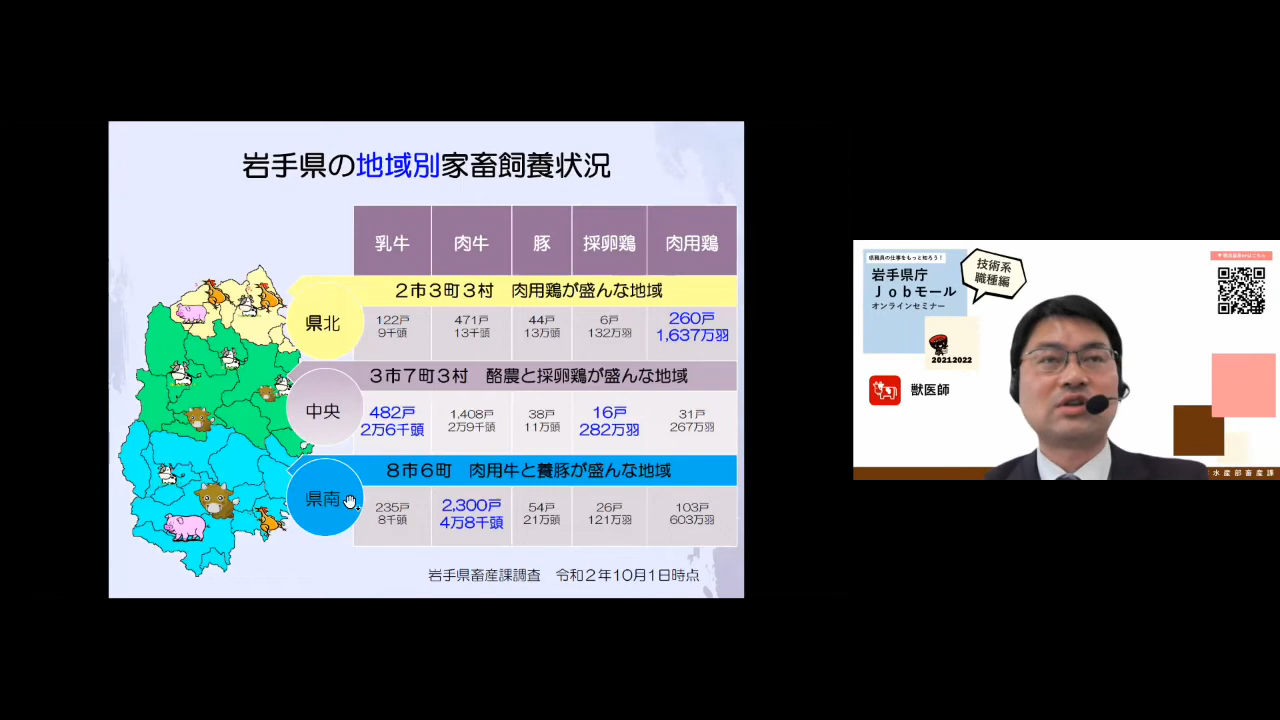 岩手県の地域別家畜飼養状況
乳牛 肉牛 豚 採卵鶏 肉用鶏
県北
2市3町3村 肉用鶏が盛んな地域
122戸 471戸 44戸 6戸 260戸
9千頭 13千頭 13万頭 132万羽 1,637万羽
中央
3市7町3村 酪農と採卵鶏が盛んな地域
482戸 1,408戸 38戸 16戸 31戸
2万6千頭 2万9千頭 11万頭 282万羽 267万羽
県南
8市6町 肉用牛と養豚が盛んな地域
235戸 2,300戸 54戸 26戸 103戸
8千頭 4万8千頭 21万頭 121万羽 603万羽
岩手県畜産課調査 令和2年10月1日時点
県職員の仕事をもっと知ろう!
岩手県庁
Jobモール
オンラインセミナー
技術系
職種編
2021.2022
獣医師
水産部畜産課